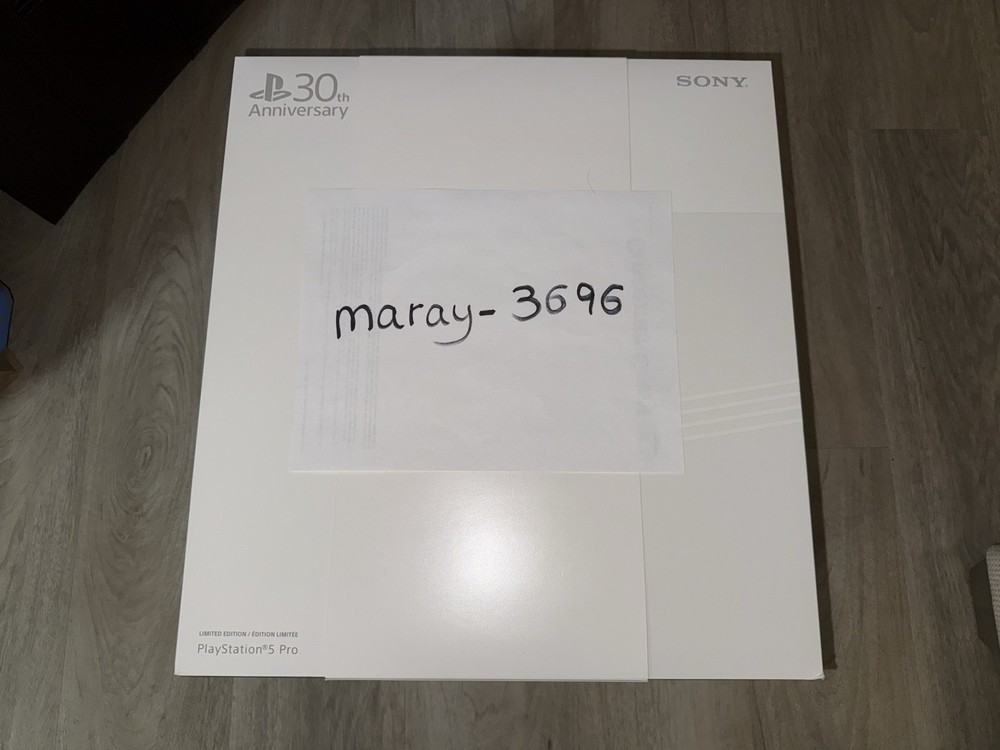 30th
Anniversary
SONY
maray-3696
LIMITED EDITION / ÉDITION LIMITÉE
PlayStation®5 Pro